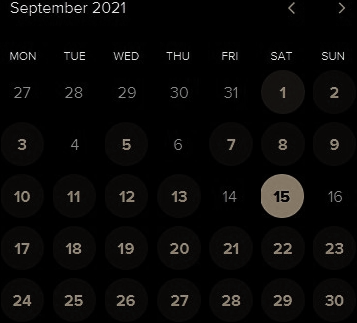 September 2021
MON TUE WED THU FRI SAT SUN
27 28 29 30 31 1 2
3 4 5 6 7 8 9
10 11 12 13 14 15 16
17 18 19 20 21 22 23
24 25 26 27 28 29 30